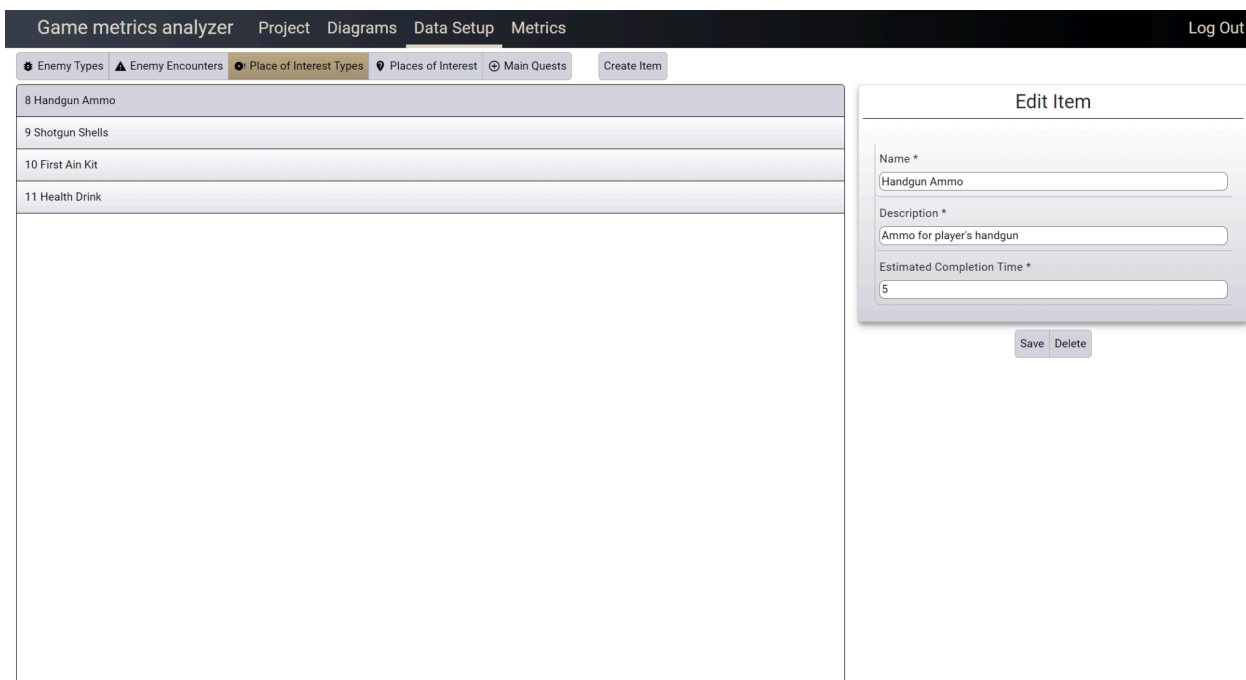 Game metrics analyzer Project Diagrams Data Setup Metrics Log Out
Enemy Types Enemy Encounters Place of Interest Types Places of Interest Main Quests Create Item
8 Handgun Ammo
9 Shotgun Shells
10 First Ain Kit
11 Health Drink
Edit Item
Name *
Handgun Ammo
Description *
Ammo for player's handgun
Estimated Completion Time *
5
Save Delete